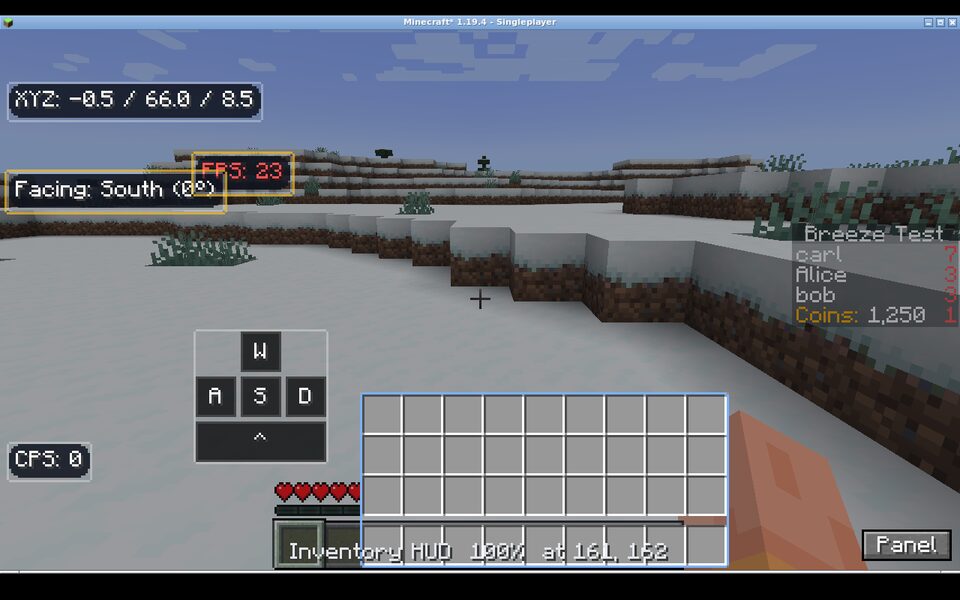 Minecraft* 1.19.4 - Singleplayer
XYZ: -0.5 / 66.0 / 8.5
FPS: 23
Facing: South (0º)
Breeze Test
carl 7
Alice 3
bob 3
Coins: 1,250 1
W
A S D
^
CPS: 0
Inventory HUD 100% at 161, 162
Panel